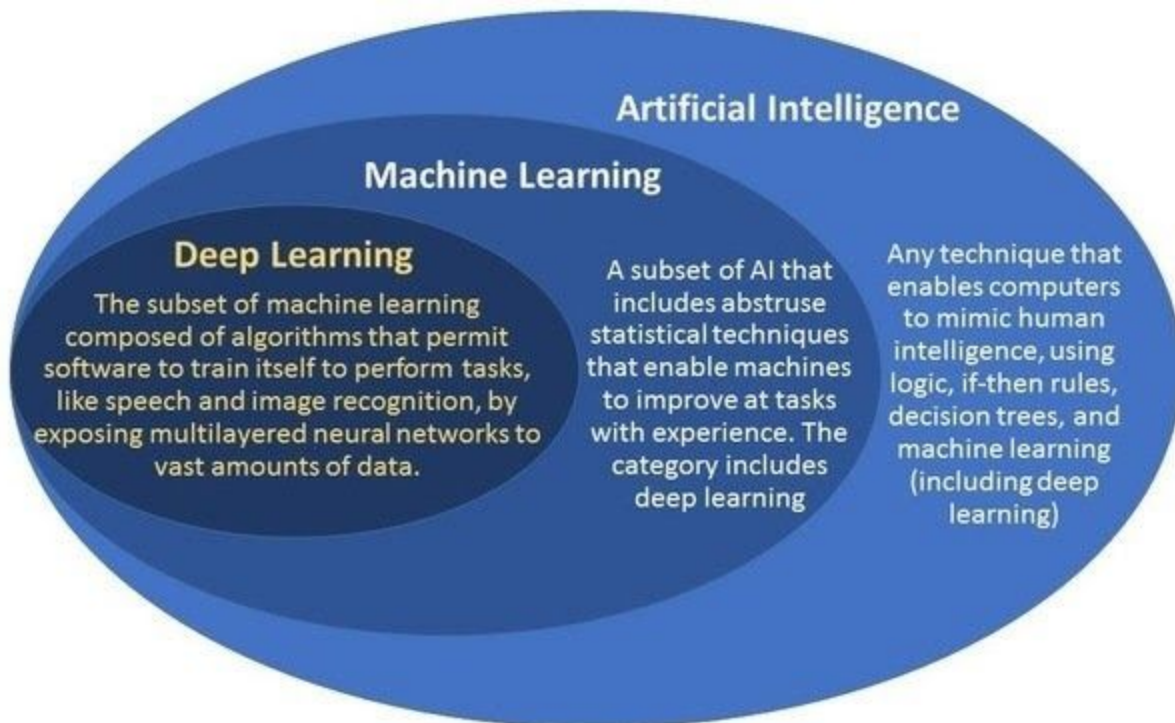 Artificial Intelligence
Machine Learning
Deep Learning
The subset of machine learning
composed of algorithms that permit
software to train itself to perform tasks,
like speech and image recognition, by
exposing multilayered neural networks to
vast amounts of data.
A subset of AI that
includes abstruse
statistical techniques
that enable machines
to improve at tasks
with experience. The
category includes
deep learning
Any technique that
enables computers
to mimic human
intelligence, using
logic, if-then rules,
decision trees, and
machine learning
(including deep
learning)